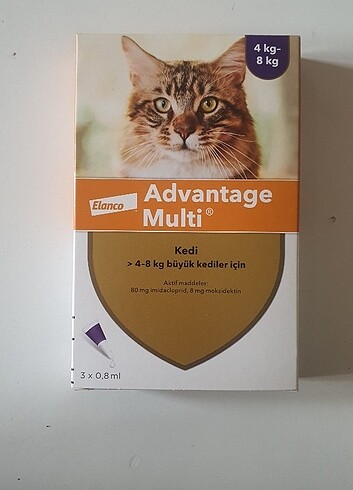 4 kg-
8 kg
Elanco
Advantage
Multi®
Kedi
> 4-8 kg büyük kediler için
Aktif maddeler:
80 mg imidacloprid, 8 mg moksidektin
3 x 0,8 ml